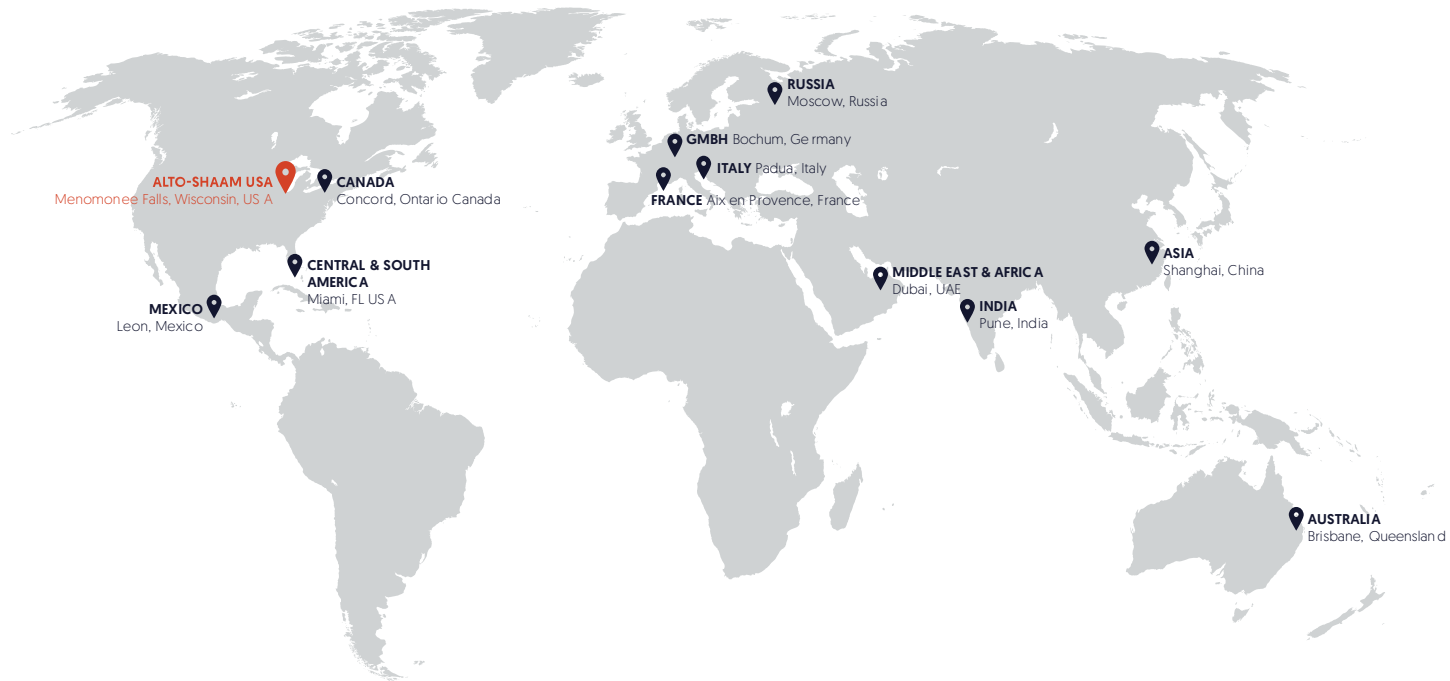 RUSSIA
Moscow, Russia
GMBH Bochum, Germany
ITALY Padua, Italy
FRANCE Aix en Provence, France
ALTO-SHAAM USA
Menomonee Falls, Wisconsin, USA
CANADA
Concord, Ontario Canada
CENTRAL & SOUTH
AMERICA
Miami, FL USA
MEXICO
Leon, Mexico
MIDDLE EAST & AFRICA
Dubai, UAE
INDIA
Pune, India
ASIA
Shanghai, China
AUSTRALIA
Brisbane, Queensland